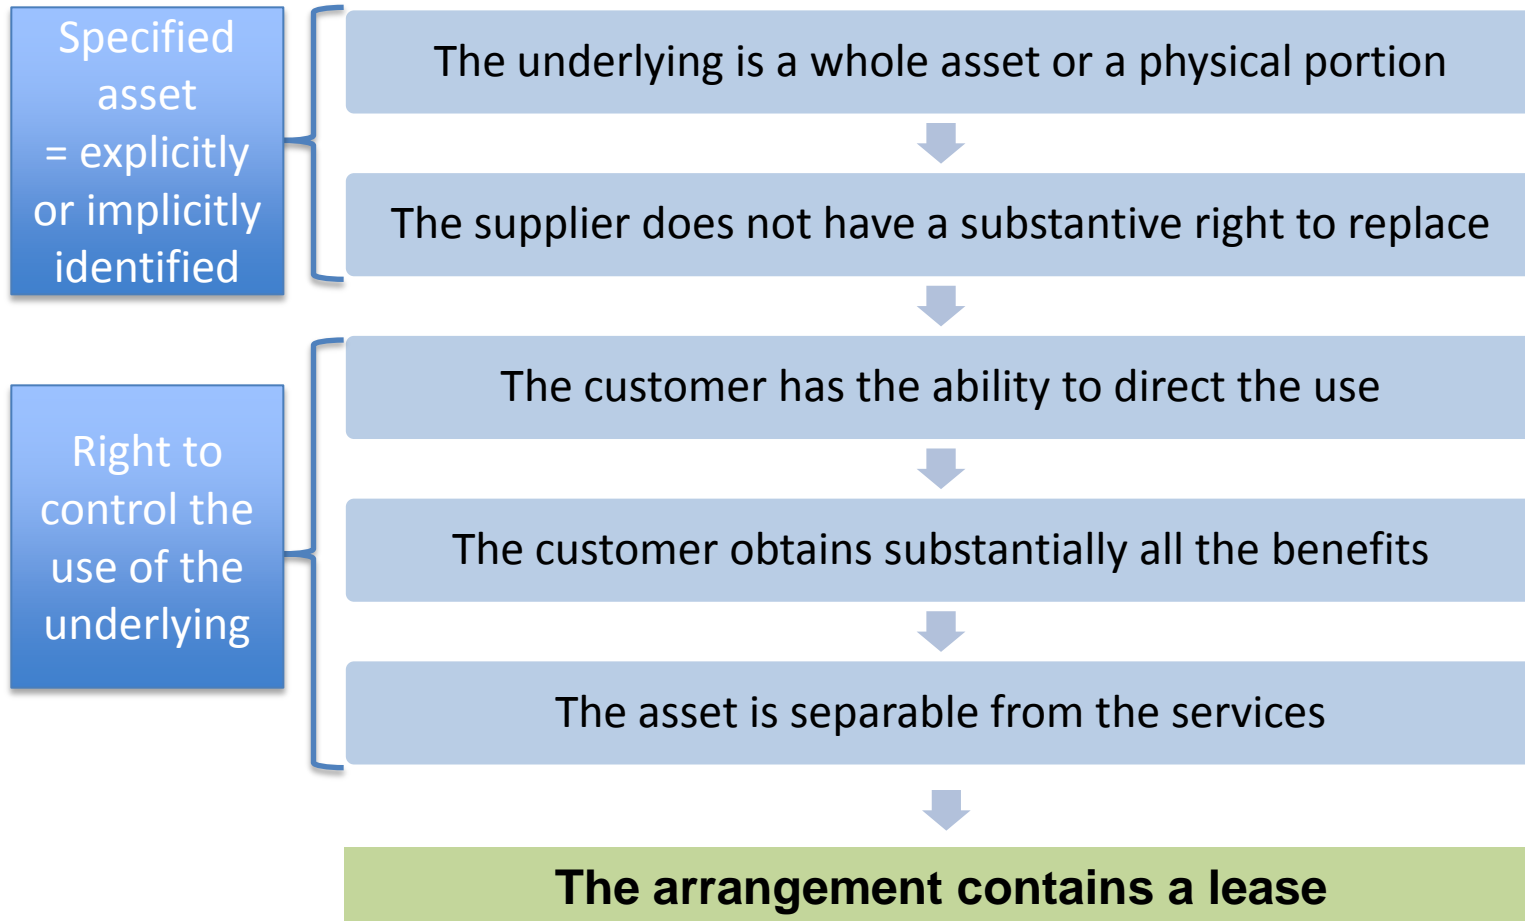 Specified
asset
= explicitly
or implicitly
identified
The underlying is a whole asset or a physical portion
The supplier does not have a substantive right to replace
Right to
control the
use of the
underlying
The customer has the ability to direct the use
The customer obtains substantially all the benefits
The asset is separable from the services
The arrangement contains a lease